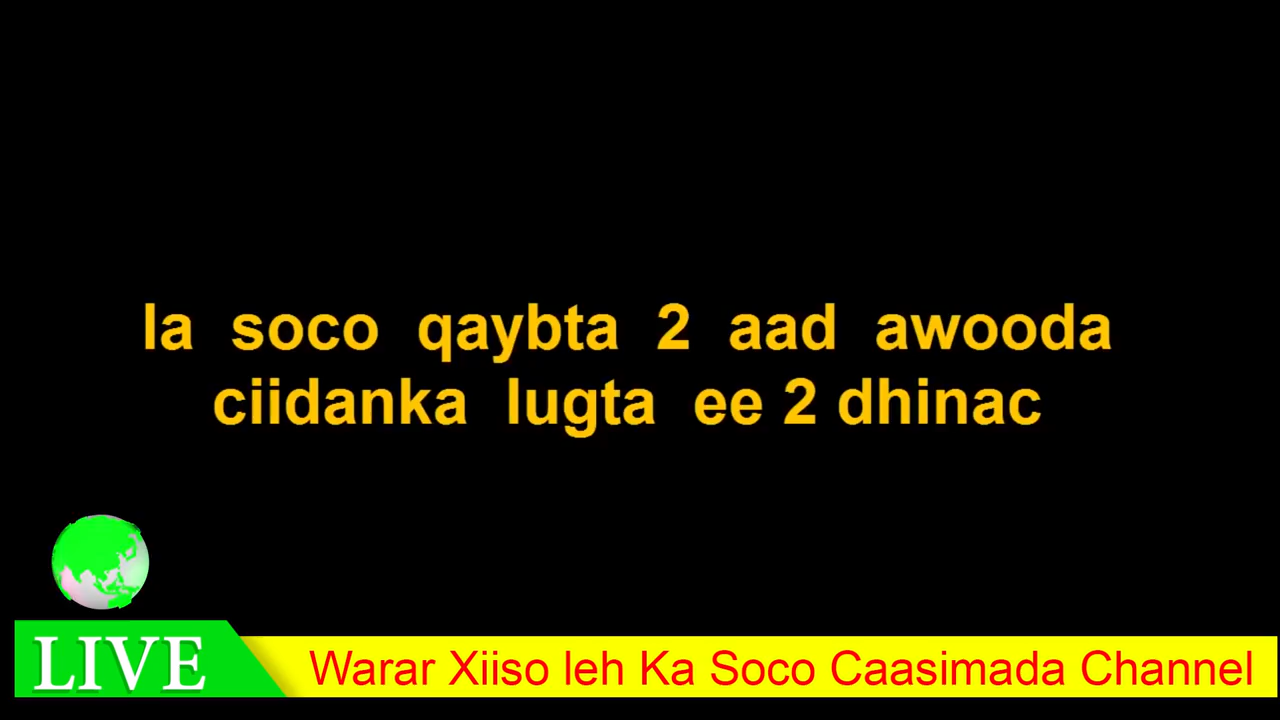 la soco qaybta 2 aad awooda
ciidanka lugta ee 2 dhinac
LIVE
Warar Xiiso leh Ka Soco Caasimada Channel